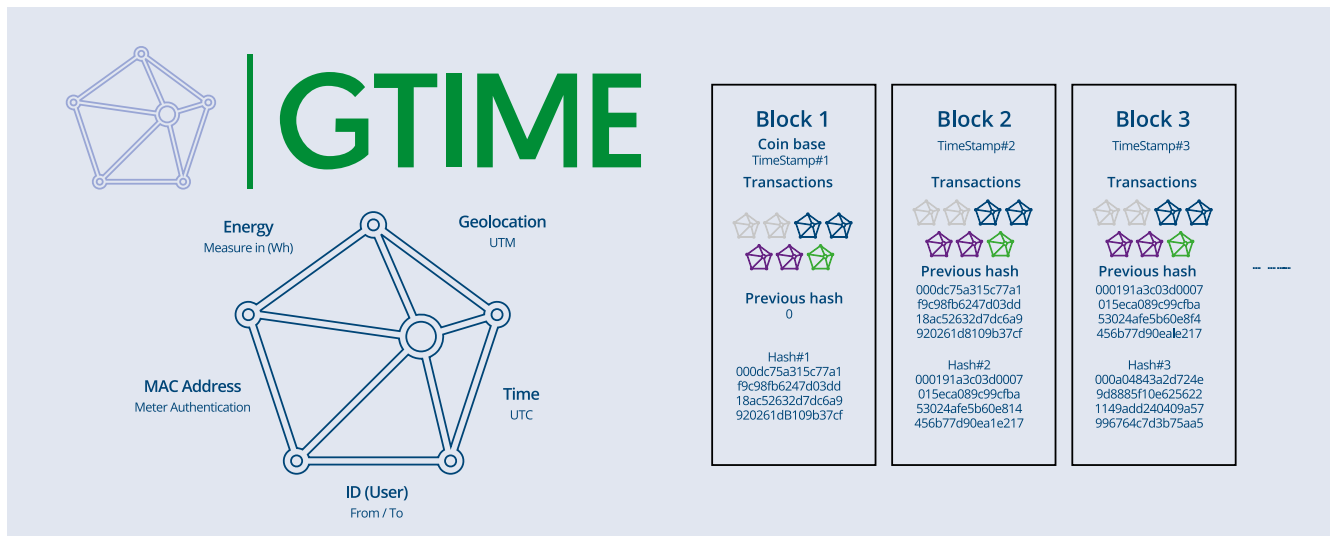 GTIME
Energy
Measure in (Wh)
Geolocation
UTM
MAC Address
Meter Authentication
Time
UTC
ID (User)
From / To
Block 1
Coin base
TimeStamp#1
Transactions
Previous hash
0
Hash#1
000dc75a315c77a1
f9c98fb6247d03dd
18ac52632d7dc6a9
920261dB109b37cf
Block 2
TimeStamp#2
Transactions
Previous hash
000dc75a315c77a1
f9c98fb6247d03dd
18ac52632d7dc6a9
920261d8109b37cf
Hash#2
000191a3c03d0007
015eca089c99cfba
53024afe5b60e814
456b77d90ea1e217
Block 3
TimeStamp#3
Transactions
Previous hash
000191a3c03d0007
015eca089c99cfba
53024afe5b60e8f4
456b77d90eale217
Hash#3
000a04843a2d724e
9d8885f10e625622
1149add240409a57
996764c7d3b75aa5